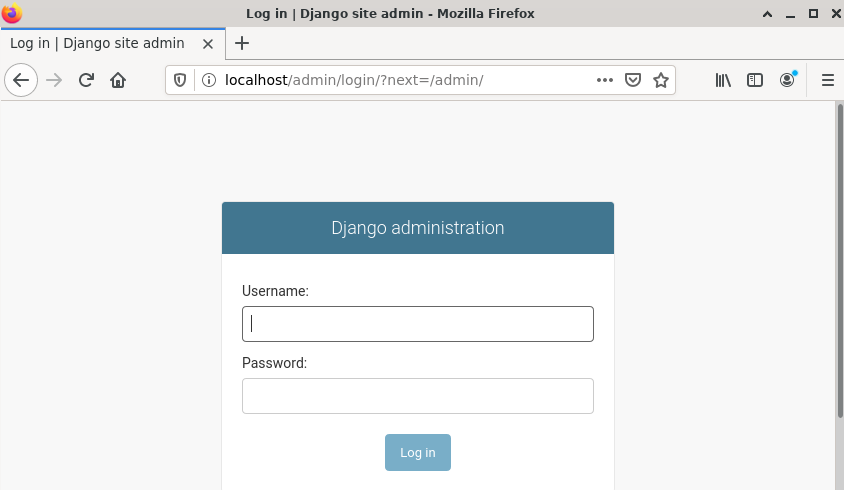 Log in | Django site admin - Mozilla Firefox
Log in | Django site admin
localhost/admin/login/?next=/admin/
Django administration
Username:
Password:
Log in